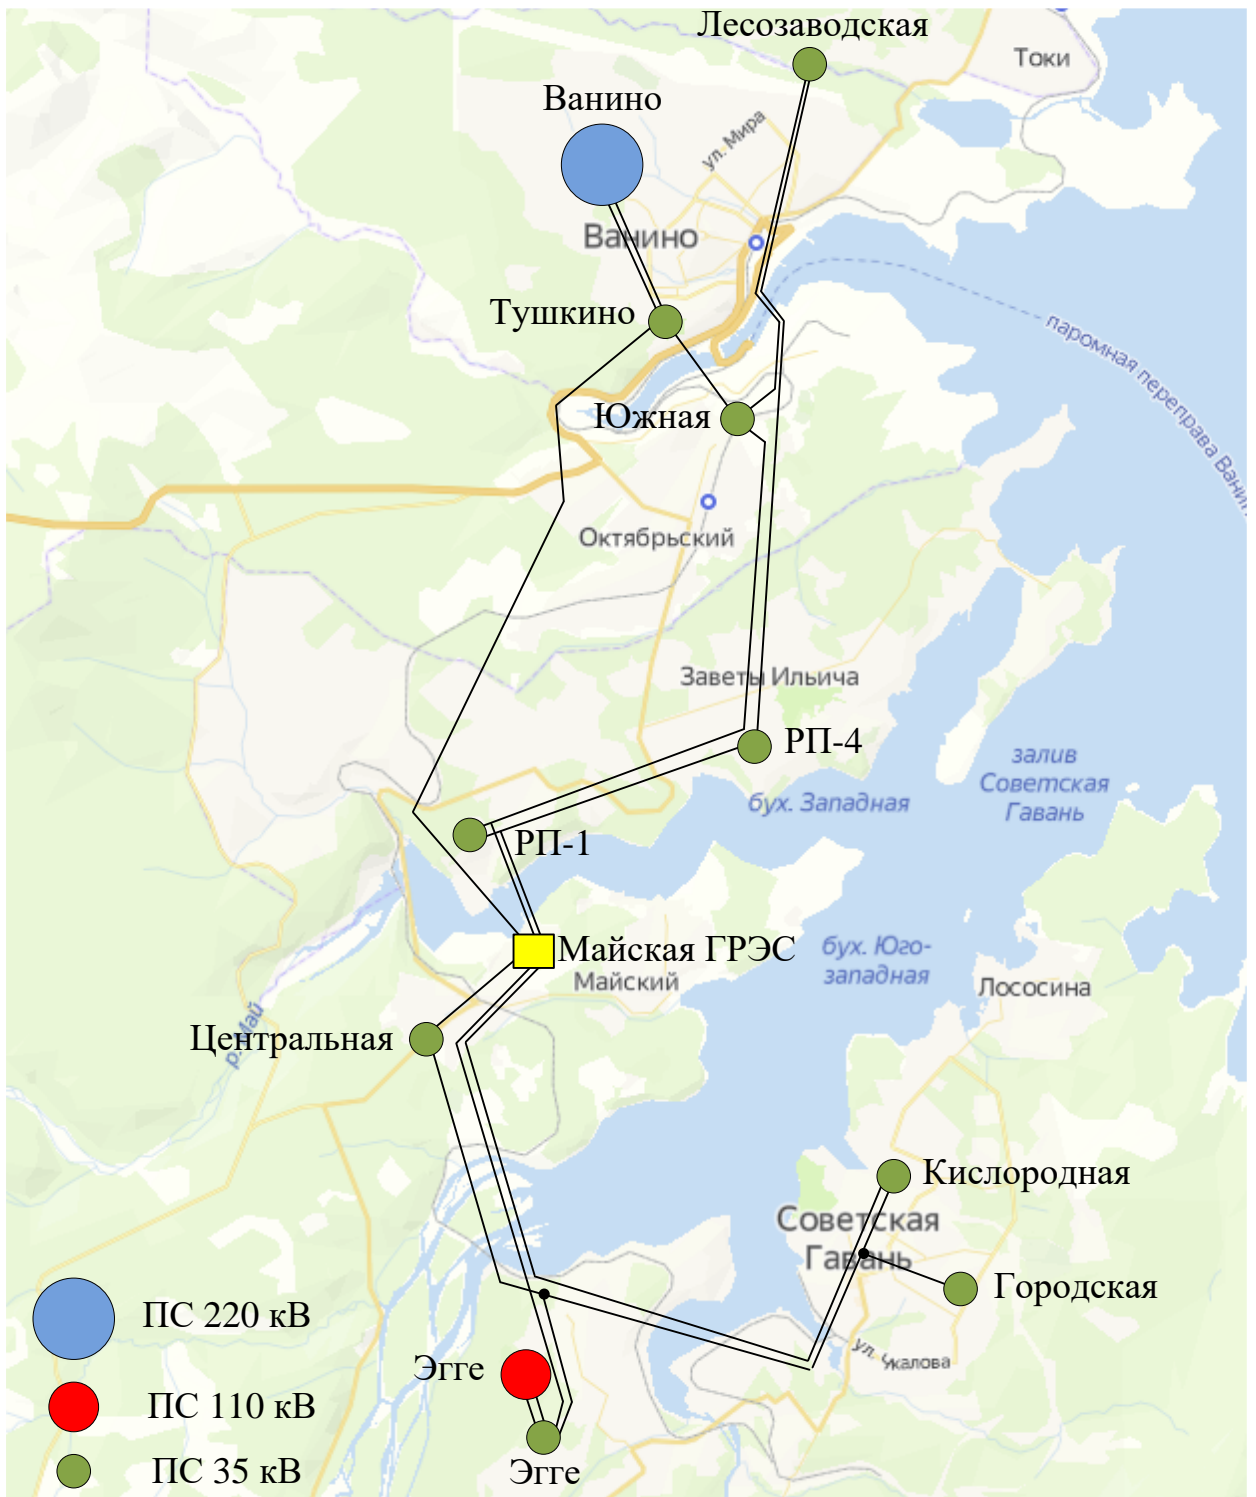 Лесозаводская
Токи
Ванино
ул. Мира
Ванино
Тушкино
паромная переправа Ванин
Южная
Октябрьский
Заветы Ильича
РП-4
залив
Советская
Гавань
бух. Западная
РП-1
Майская ГРЭС
бух. Юго-
западная
Майский
Лососина
Центральная
р. Май
Кислородная
Советская
Гавань
Городская
ПС 220 кВ
ул. Чкалова
Эгге
ПС 110 кВ
ПС 35 кВ
Эгге